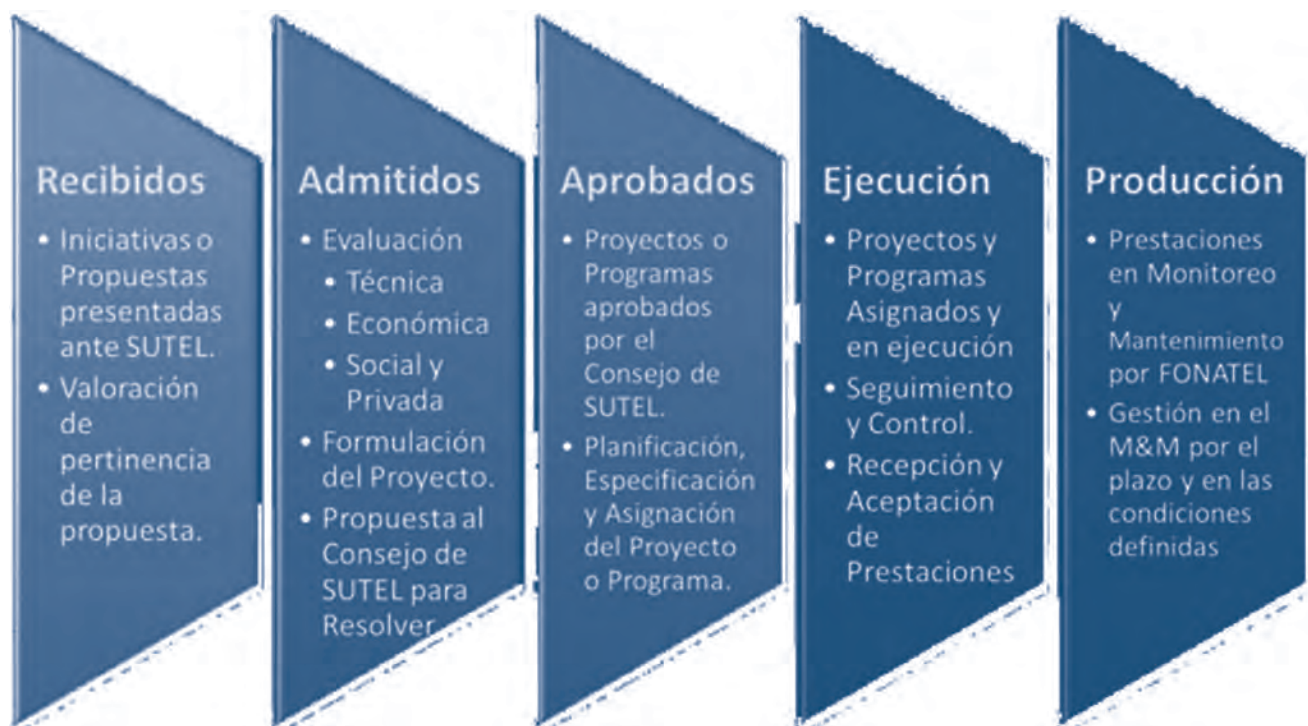 Recibidos
• Iniciativas o
Propuestas
presentadas
ante SUTEL.
• Valoración
de
pertinencia
de la
propuesta.
Admitidos
• Evaluación
• Técnica
• Económica
• Social y
Privada
• Formulación
del Proyecto.
• Propuesta al
Consejo de
SUTEL para
Resolver
Aprobados
• Proyectos o
Programas
aprobados
por el
Consejo de
SUTEL.
• Planificación,
Especificación
y Asignación
del Proyecto
o Programa.
Ejecución
• Proyectos y
Programas
Asignados y
en ejecución
• Seguimiento
y Control.
• Recepción y
Aceptación
de
Prestaciones
Producción
• Prestaciones
en Monitoreo
y
Mantenimiento
por FONATEL
• Gestión en el
M&M por el
plazo y en las
condiciones
definidas